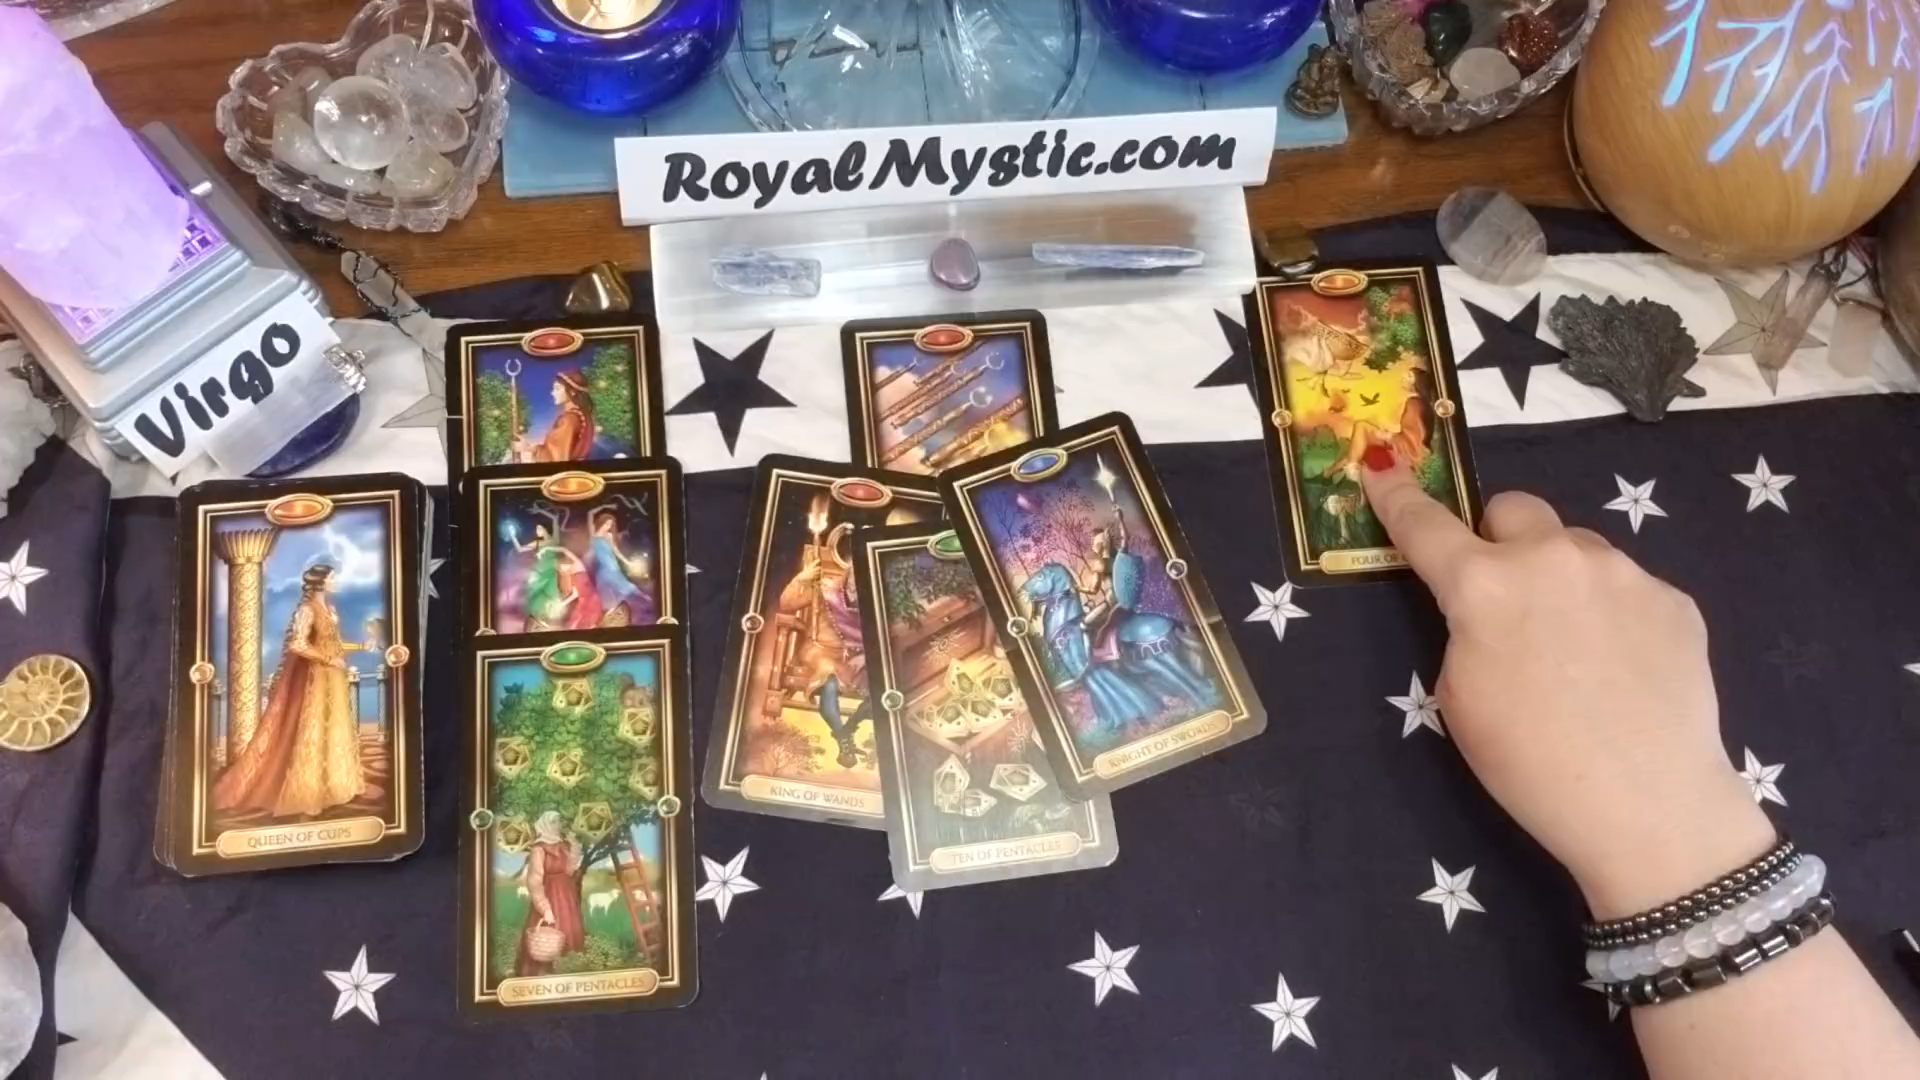 RoyalMystic.com
Virgo
QUEEN OF CUPS
SEVEN OF PENTACLES
KING OF WANDS
TEN OF PENTACLES
KNIGHT OF SWORDS
FOUR OF